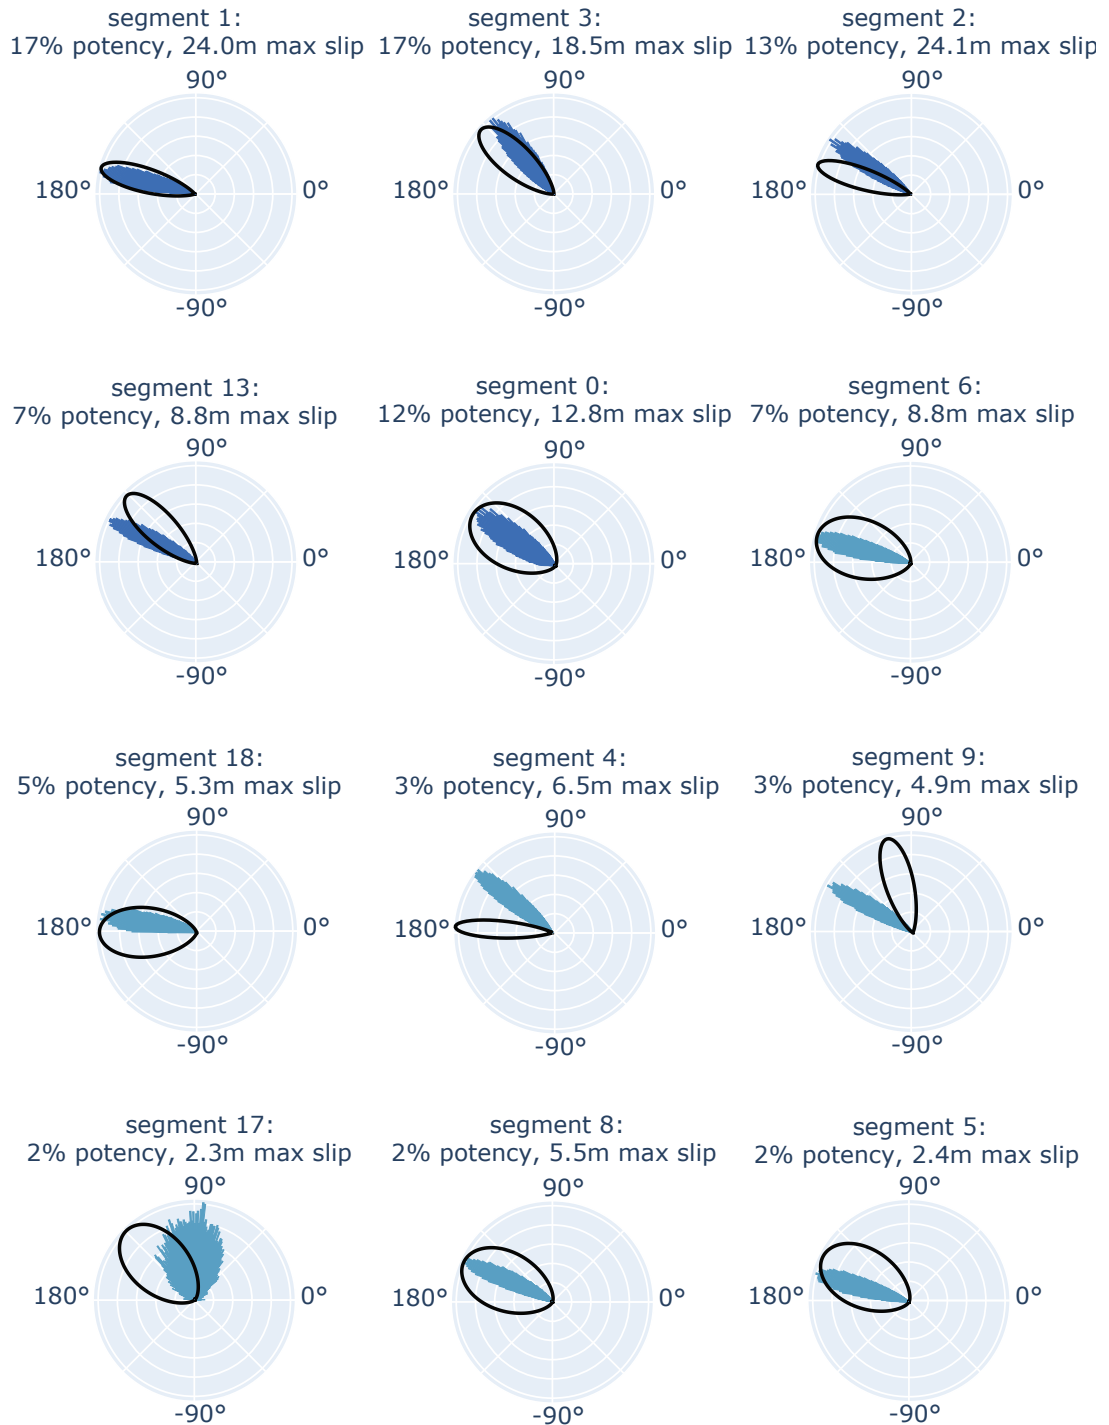 segment 1:
17% potency, 24.0m max slip
90°
180°
0°
-90°
segment 3:
17% potency, 18.5m max slip
90°
180°
0°
-90°
segment 2:
13% potency, 24.1m max slip
90°
180°
0°
-90°
segment 13:
7% potency, 8.8m max slip
90°
180°
0°
-90°
segment 0:
12% potency, 12.8m max slip
90°
180°
0°
-90°
segment 6:
7% potency, 8.8m max slip
90°
180°
0°
-90°
segment 18:
5% potency, 5.3m max slip
90°
180°
0°
-90°
segment 4:
3% potency, 6.5m max slip
90°
180°
0°
-90°
segment 9:
3% potency, 4.9m max slip
90°
180°
0°
-90°
segment 17:
2% potency, 2.3m max slip
90°
180°
0°
-90°
segment 8:
2% potency, 5.5m max slip
90°
180°
0°
-90°
segment 5:
2% potency, 2.4m max slip
90°
180°
0°
-90°